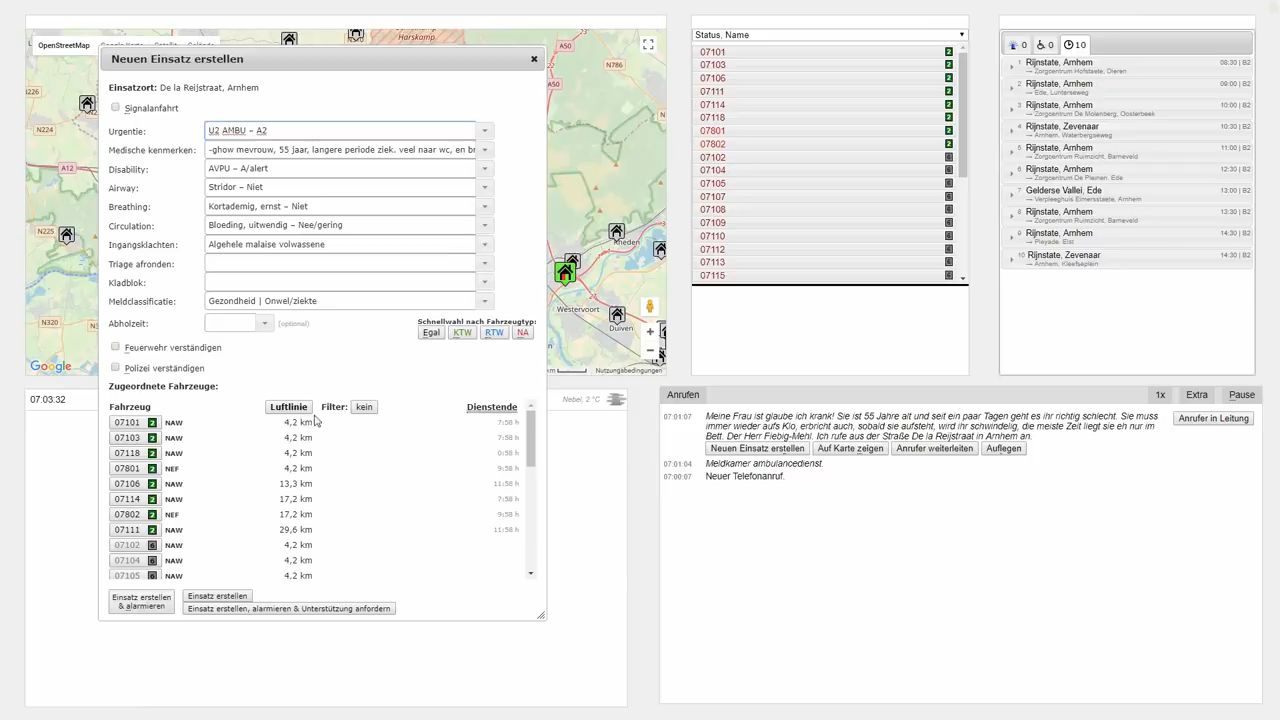 OpenStreetMap
Harskamp
A50
N786
N224
A12
N225
N320
N322
Rheden
Westervoort
Duiven
Google
Nutzungsbedingungen
Neuen Einsatz erstellen
Einsatzort: De la Reijstraat, Arnhem
Signalanfahrt
Urgentie: U2 AMBU – A2
Medische kenmerken: -ghow mevrouw, 55 jaar, langere periode ziek. veel naar wc, en br
Disability: AVPU – A/alert
Airway: Stridor – Niet
Breathing: Kortademig, ernst – Niet
Circulation: Bloeding, uitwendig – Nee/gering
Ingangsklachten: Algehele malaise volwassene
Triage afronden:
Kladblok:
Meldclassificatie: Gezondheid | Onwel/ziekte
Abholzeit: (optional)
Schnellwahl nach Fahrzeugtyp:
Egal KTW RTW NA
Feuerwehr verständigen
Polizei verständigen
Zugeordnete Fahrzeuge:
Fahrzeug Luftlinie Filter: kein Dienstende
07101 2 NAW 4,2 km 7:58 h
07103 2 NAW 4,2 km 7:58 h
07118 2 NAW 4,2 km 0:58 h
07801 2 NEF 4,2 km 9:58 h
07106 2 NAW 13,3 km 11:58 h
07114 2 NAW 17,2 km 7:58 h
07802 2 NEF 17,2 km 9:58 h
07111 2 NAW 29,6 km 11:58 h
07102 6 NAW 4,2 km
07104 6 NAW 4,2 km
07105 6 NAW 4,2 km
Einsatz erstellen & alarmieren
Einsatz erstellen
Einsatz erstellen, alarmieren & Unterstützung anfordern
Status, Name
07101 2
07103 2
07106 2
07111 2
07114 2
07118 2
07801 2
07802 2
07102 6
07104 6
07105 6
07107 6
07108 6
07109 6
07110 6
07112 6
07113 6
07115 6
0 0 10
1 Rijnstate, Arnhem 08:30 | B2
→ Zorgcentrum Hofstaete, Dieren
2 Rijnstate, Arnhem 09:00 | B2
→ Ede, Lunterseweg
3 Rijnstate, Arnhem 10:00 | B2
→ Zorgcentrum De Molenberg, Oosterbeek
4 Rijnstate, Zevenaar 10:30 | B2
→ Arnhem, Waterbergseweg
5 Rijnstate, Arnhem 11:00 | B2
→ Zorgcentrum Ruimzicht, Barneveld
6 Rijnstate, Arnhem 12:30 | B2
→ Zorgcentrum De Pleinen, Ede
7 Gelderse Vallei, Ede 13:00 | B2
→ Verpleeghuis Elmersstaete, Arnhem
8 Rijnstate, Arnhem 13:30 | B2
→ Zorgcentrum Ruimzicht, Barneveld
9 Rijnstate, Arnhem 14:30 | B2
→ Pleyade, Elst
10 Rijnstate, Zevenaar 14:30 | B2
→ Arnhem, Kleefseplein
07:03:32
Nebel, 2 °C
Anrufen 1x Extra Pause
07:01:07 Meine Frau ist glaube ich krank! Sie ist 55 Jahre alt und seit ein paar Tagen geht es ihr richtig schlecht. Sie muss
immer wieder aufs Klo, erbricht auch, sobald sie aufsteht, wird ihr schwindelig, die meiste Zeit liegt sie eh nur im
Bett. Der Herr Fiebig-Mehl. Ich rufe aus der Straße De la Reijstraat in Arnhem an.
Anrufer in Leitung
Neuen Einsatz erstellen Auf Karte zeigen Anrufer weiterleiten Auflegen
07:01:04 Meldkamer ambulancedienst.
07:00:07 Neuer Telefonanruf.